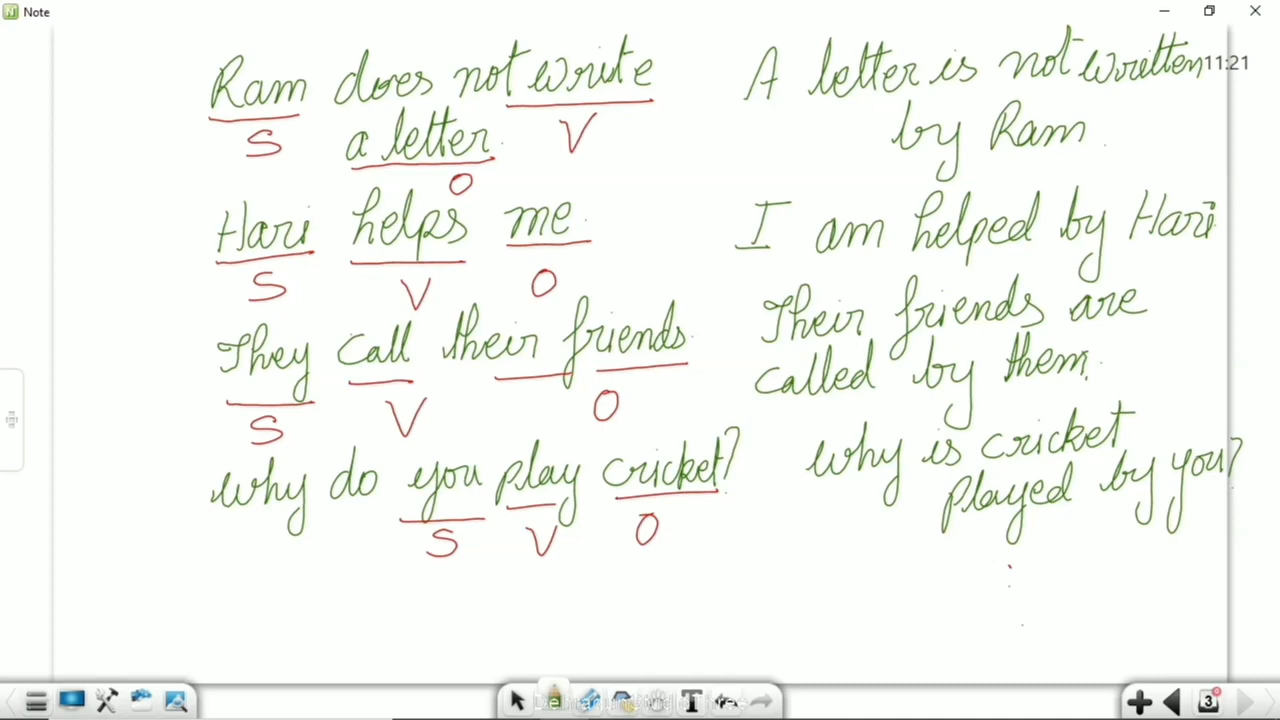 Note
Ram does not write
a letter.
S V
O
A letter is not written
by Ram.
11:21
Hari helps me.
S V O
I am helped by Hari
They call their friends.
S V O
Their friends are
called by them.
why do you play cricket?
S V O
why is cricket
played by you?
T
3